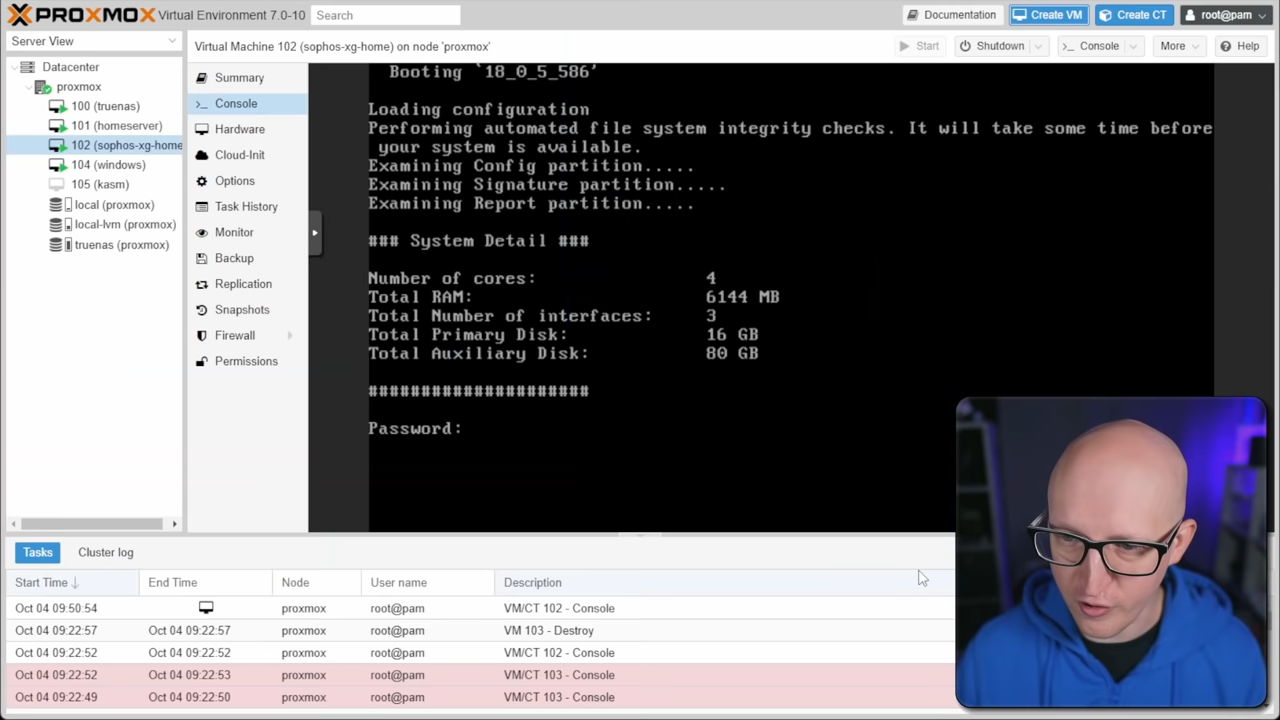 PROXMOX Virtual Environment 7.0-10 Search Documentation Create VM Create CT root@pam
Server View
Virtual Machine 102 (sophos-xg-home) on node 'proxmox' Start Shutdown Console More Help
Datacenter
proxmox
100 (truenas)
101 (homeserver)
102 (sophos-xg-home
104 (windows)
105 (kasm)
local (proxmox)
local-lvm (proxmox)
truenas (proxmox)
Summary
>_ Console
Hardware
Cloud-Init
Options
Task History
Monitor
Backup
Replication
Snapshots
Firewall
Permissions
Booting `18_0_5_586'
Loading configuration
Performing automated file system integrity checks. It will take some time before
your system is available.
Examining Config partition.....
Examining Signature partition.....
Examining Report partition.....
### System Detail ###
Number of cores: 4
Total RAM: 6144 MB
Total Number of interfaces: 3
Total Primary Disk: 16 GB
Total Auxiliary Disk: 80 GB
#####################
Password:
Tasks Cluster log
Start Time End Time Node User name Description
Oct 04 09:50:54 proxmox root@pam VM/CT 102 - Console
Oct 04 09:22:57 Oct 04 09:22:57 proxmox root@pam VM 103 - Destroy
Oct 04 09:22:52 Oct 04 09:22:52 proxmox root@pam VM/CT 102 - Console
Oct 04 09:22:52 Oct 04 09:22:53 proxmox root@pam VM/CT 103 - Console
Oct 04 09:22:49 Oct 04 09:22:50 proxmox root@pam VM/CT 103 - Console